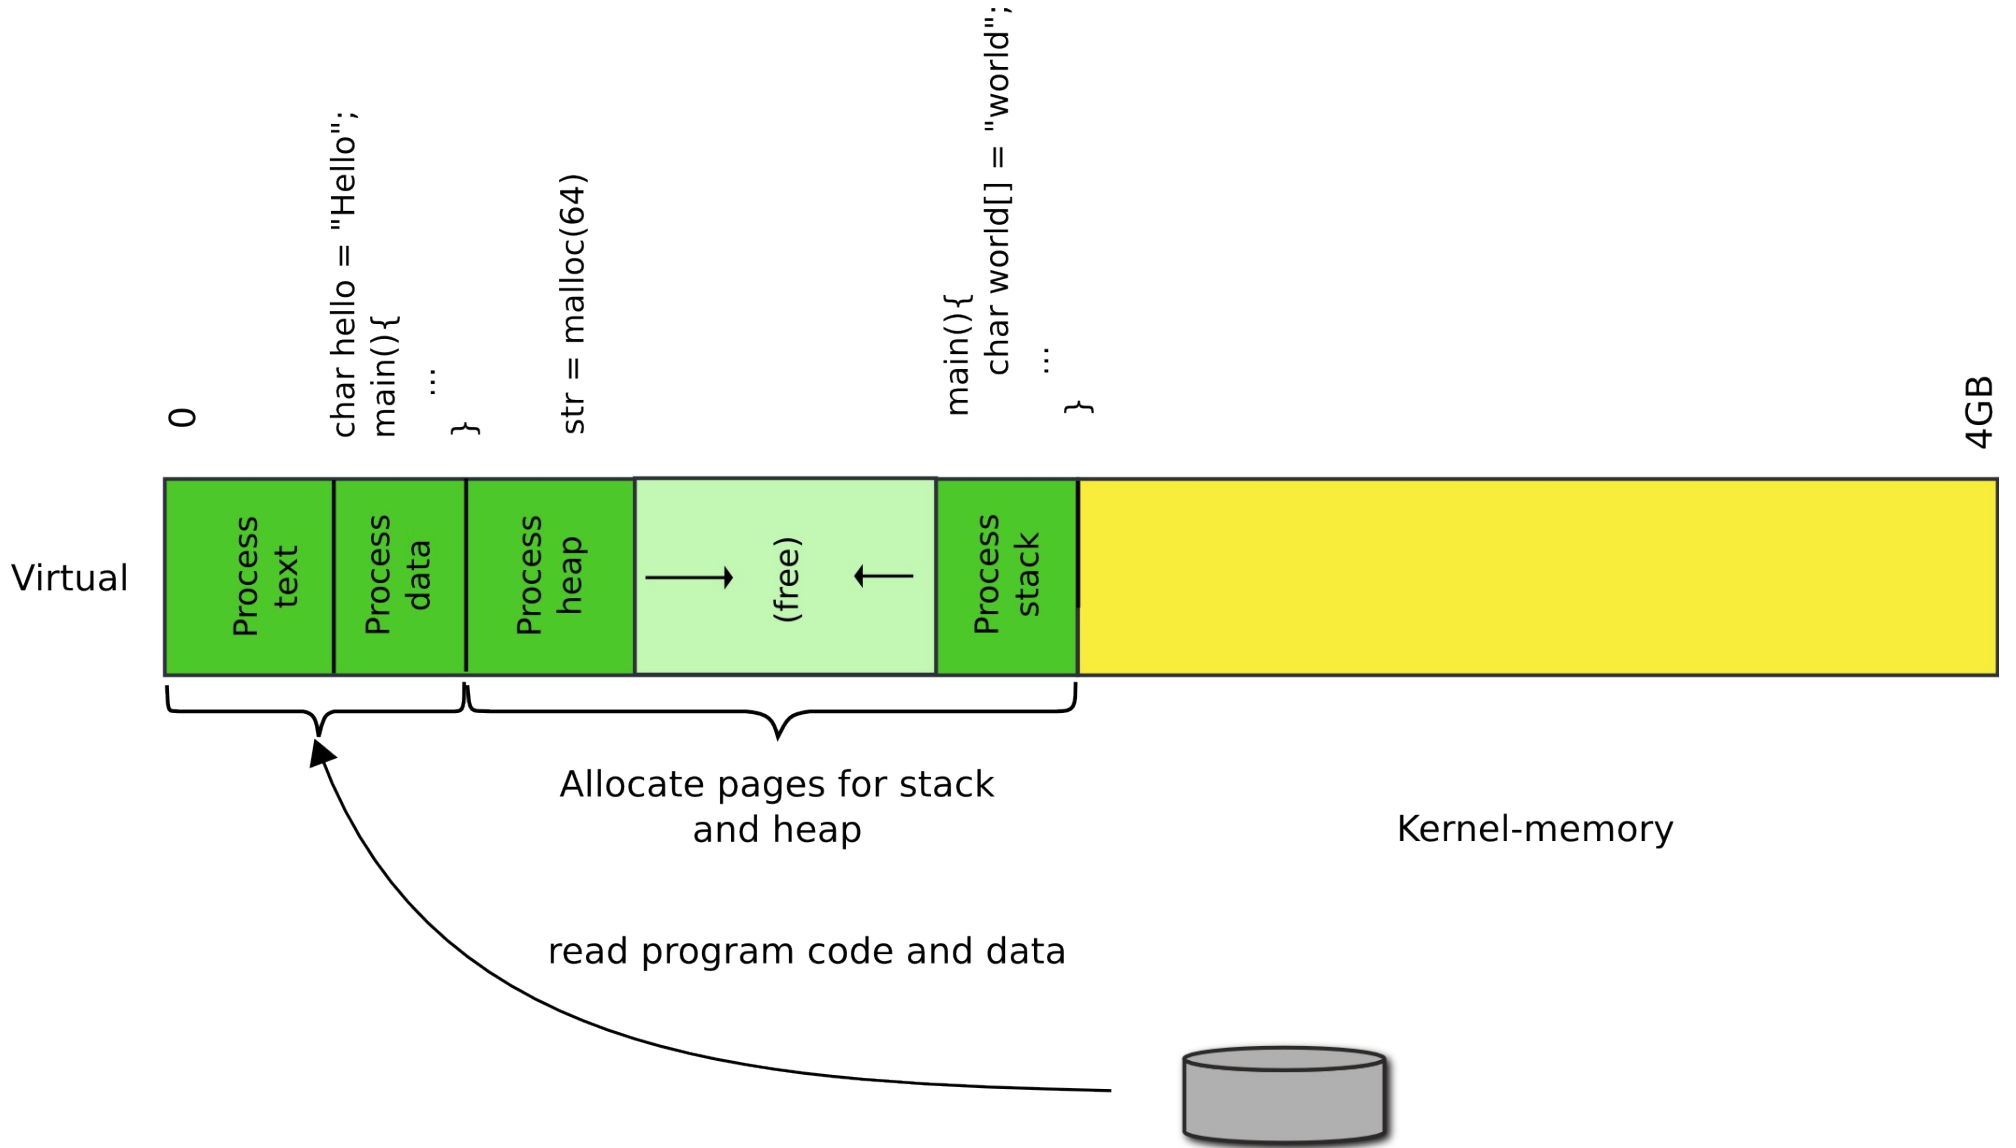 0
char hello = "Hello";
main(){
...
}
str = malloc(64)
main(){
char world[] = "world";
...
}
4GB
Virtual
Process
text
Process
data
Process
heap
(free)
Process
stack
Allocate pages for stack
and heap
Kernel-memory
read program code and data